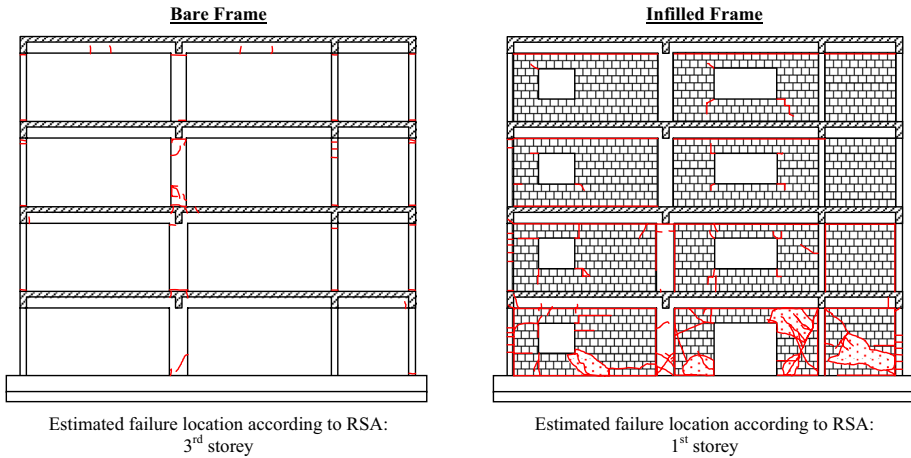 Bare Frame
Infilled Frame
Estimated failure location according to RSA:
3rd storey
Estimated failure location according to RSA:
1st storey